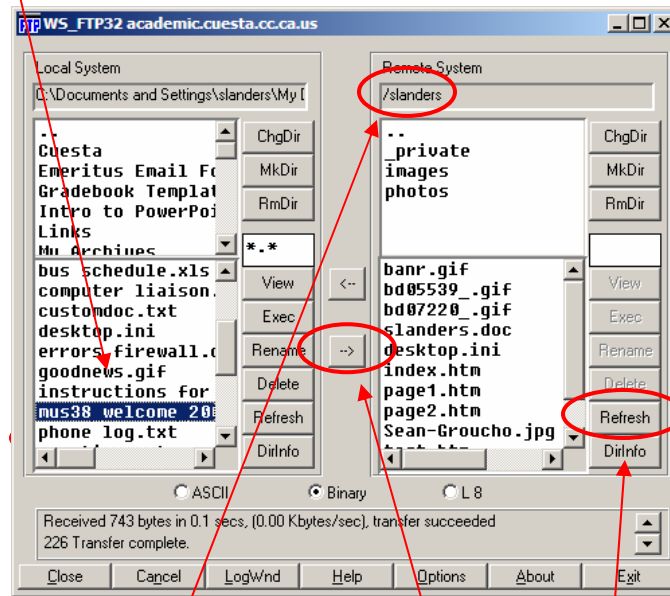 WS_FTP32 academic.cuesta.cc.ca.us
Local System
C:\Documents and Settings\slanders\My D
..
Cuesta
Emeritus Email Fo
Gradebook Templat
Intro to PowerPoi
Links
My Archives
ChgDir
MkDir
RmDir
*.*
bus schedule.xls
computer liaison.
customdoc.txt
desktop.ini
errors firewall.d
goodnews.gif
instructions for
mus38 welcome 200
phone log.txt
View
Exec
Rename
Delete
Refresh
DirInfo
<--
-->
Remote System
/slanders
..
_private
images
photos
ChgDir
MkDir
RmDir
banr.gif
bd05539_.gif
bd07220_.gif
slanders.doc
desktop.ini
index.htm
page1.htm
page2.htm
Sean-Groucho.jpg
View
Exec
Rename
Delete
Refresh
DirInfo
ASCII Binary L 8
Received 743 bytes in 0.1 secs, (0.00 Kbytes/sec), transfer succeeded
226 Transfer complete.
Close Cancel LogWnd Help Options About Exit